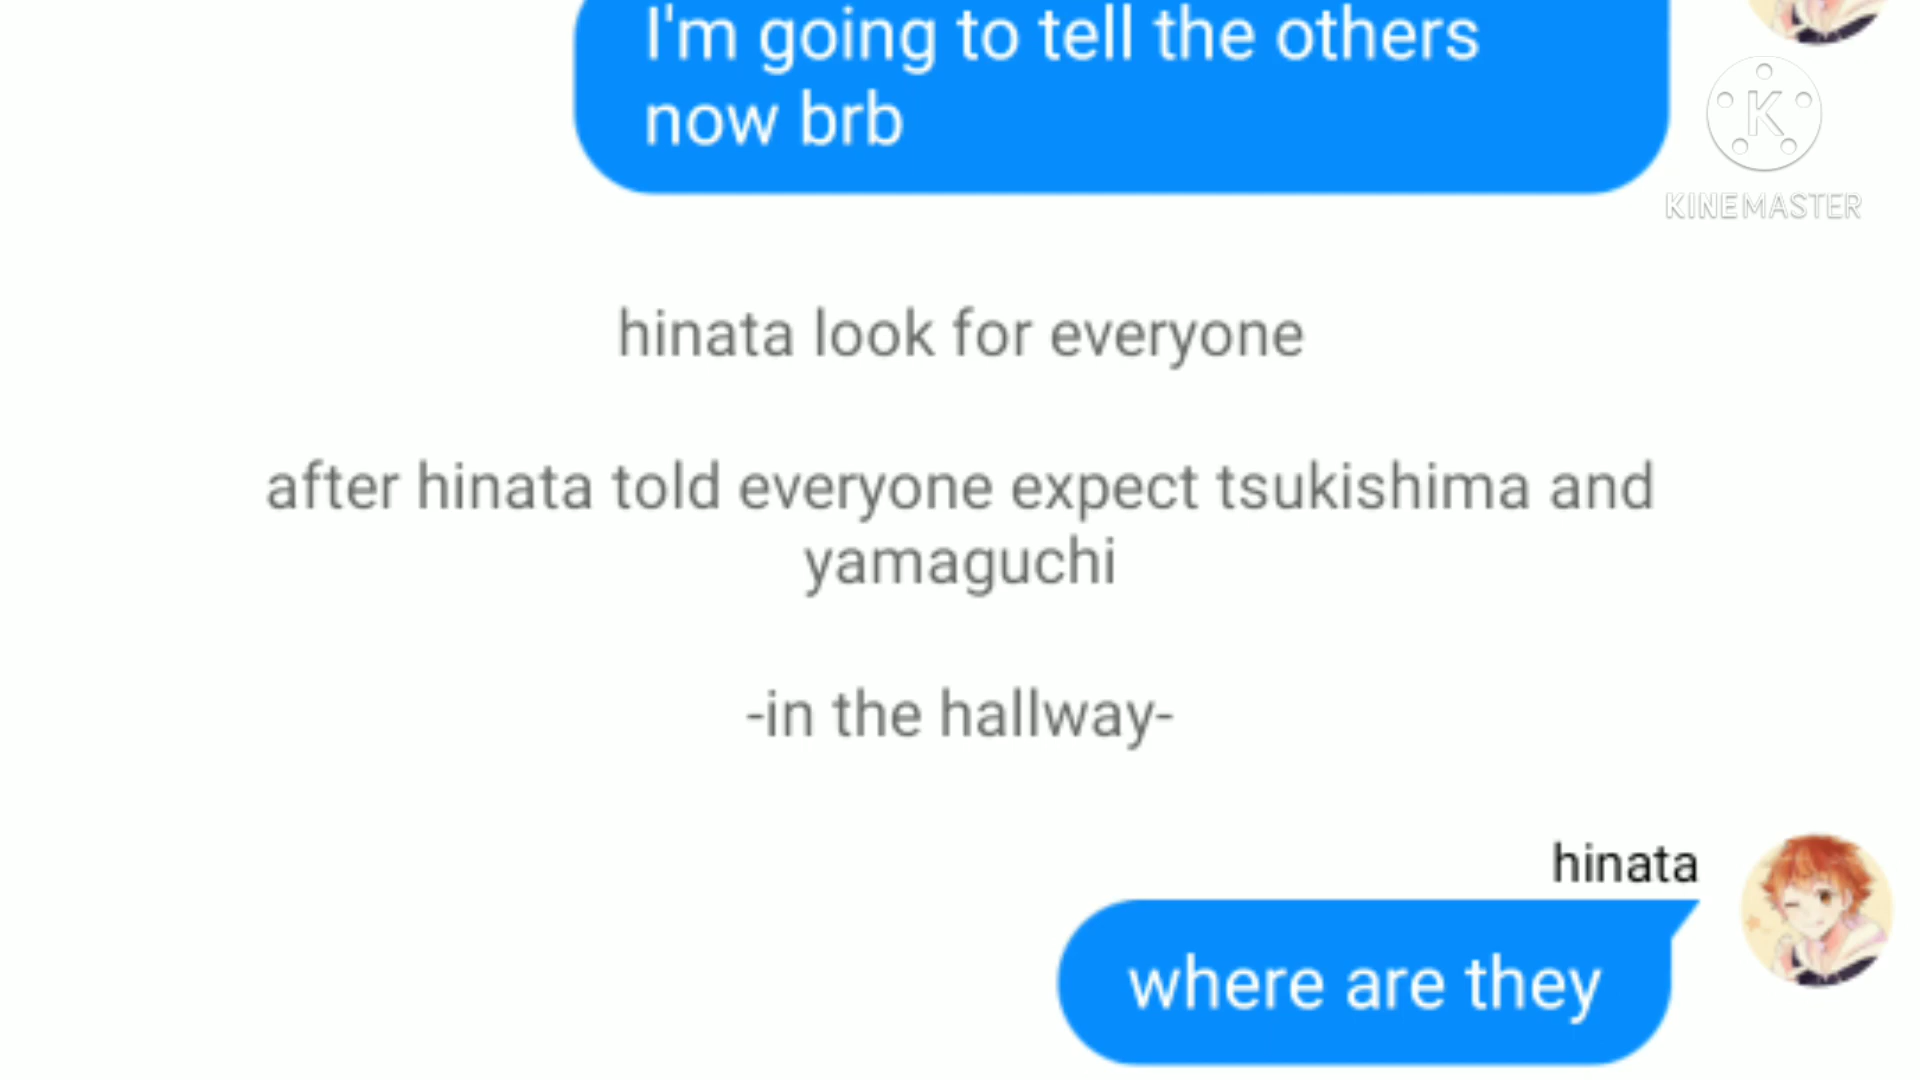 I'm going to tell the others
now brb
K
KINEMASTER
hinata look for everyone
after hinata told everyone expect tsukishima and
yamaguchi
-in the hallway-
hinata
where are they